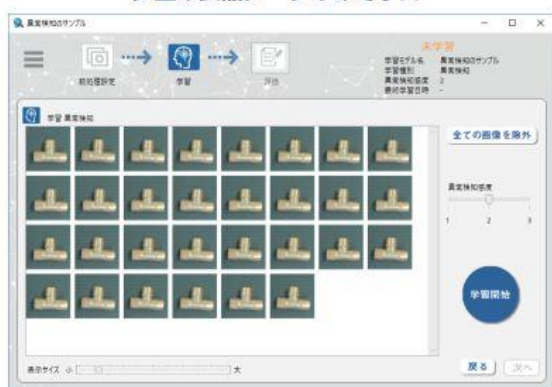 異常検知のサンプル
未学習
学習モデル名 異常検知のサンプル
学習種別 異常検知
異常検知感度 2
最終学習日時 -
前処理設定
学習
評価
学習 異常検知
全ての画像を除外
異常検知感度
1 2 3
学習開始
表示サイズ 小 大
戻る 次へ